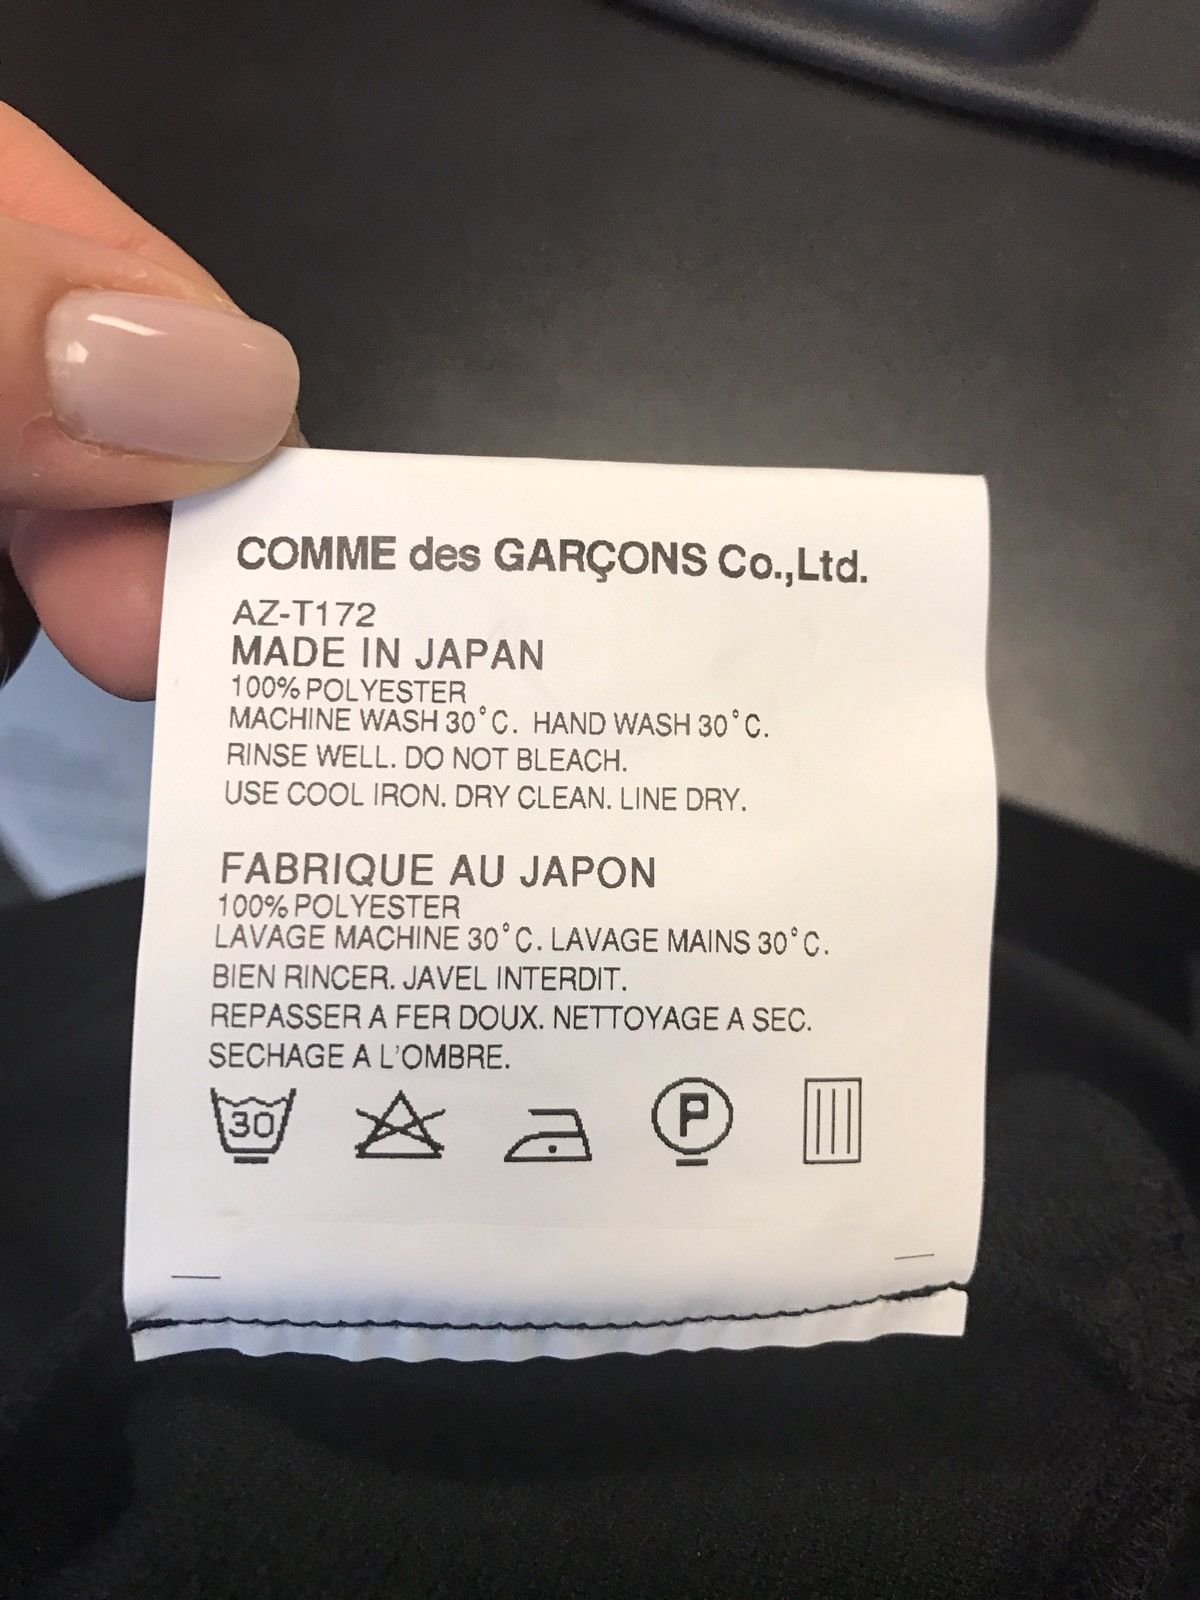 COMME des GARÇONS Co.,Ltd.
AZ-T172
MADE IN JAPAN
100% POLYESTER
MACHINE WASH 30°C. HAND WASH 30°C.
RINSE WELL. DO NOT BLEACH.
USE COOL IRON. DRY CLEAN. LINE DRY.
FABRIQUE AU JAPON
100% POLYESTER
LAVAGE MACHINE 30°C. LAVAGE MAINS 30°C.
BIEN RINCER. JAVEL INTERDIT.
REPASSER A FER DOUX. NETTOYAGE A SEC.
SECHAGE A L'OMBRE.
30 P